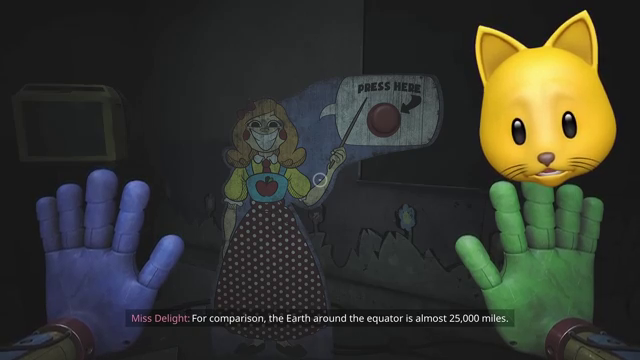 PRESS HERE
Miss Delight: For comparison, the Earth around the equator is almost 25,000 miles.